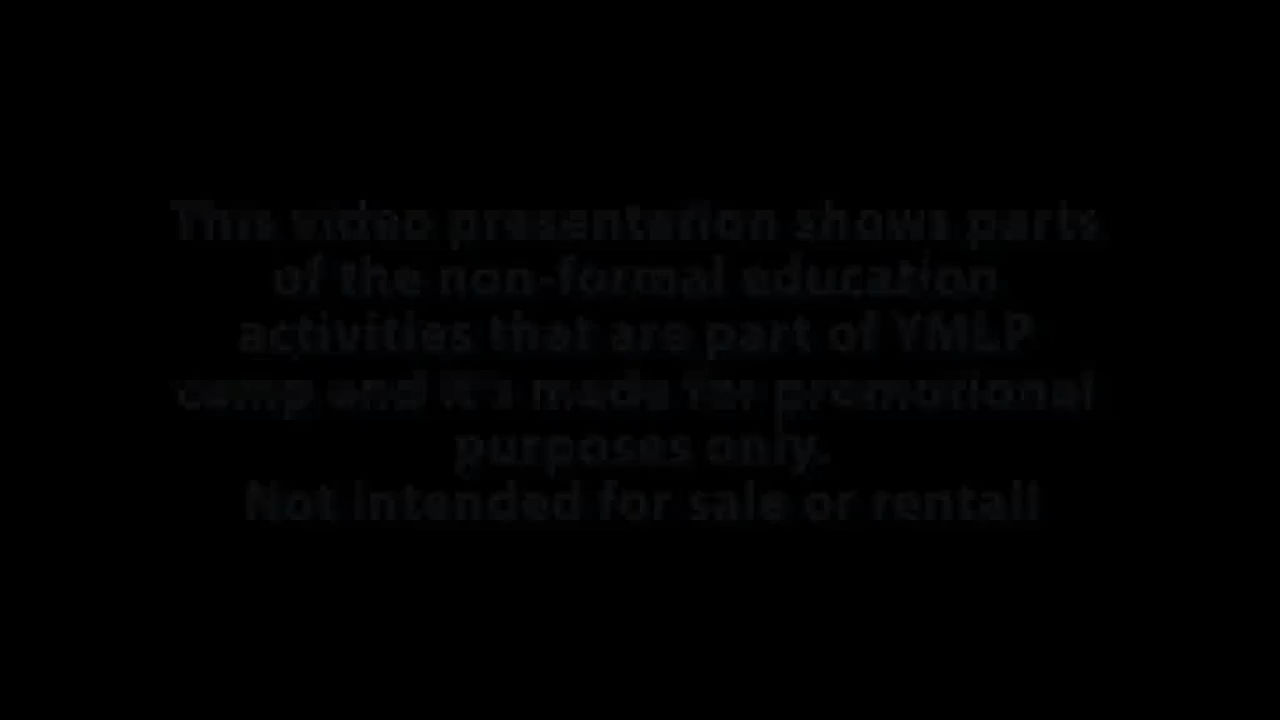 This video presentation shows parts
of the non-formal education
activities that are part of YMLP
camp and it's made for promotional
purposes only.
Not intended for sale or rental!